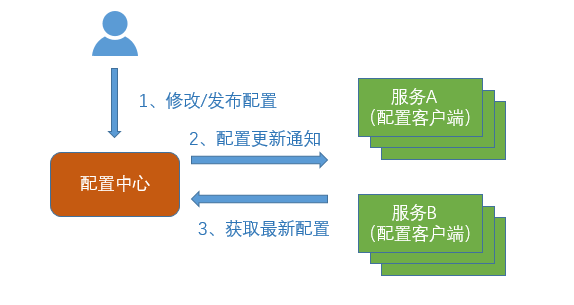 1、修改/发布配置
服务A
（配置客户端）
2、配置更新通知
配置中心
3、获取最新配置
服务B
（配置客户端）